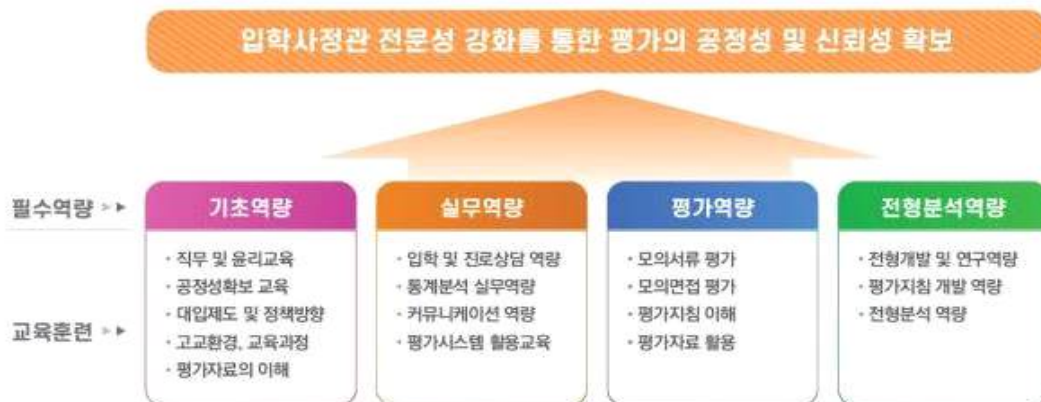 입학사정관 전문성 강화를 통한 평가의 공정성 및 신뢰성 확보
필수역량
기초역량
실무역량
평가역량
전형분석역량
교육훈련
· 직무 및 윤리교육
· 공정성확보 교육
· 대입제도 및 정책방향
· 고교환경, 교육과정
· 평가자료의 이해
· 입학 및 진로상담 역량
· 통계분석 실무역량
· 커뮤니케이션 역량
· 평가시스템 활용교육
· 모의서류 평가
· 모의면접 평가
· 평가지침 이해
· 평가자료 활용
· 전형개발 및 연구역량
· 평가지침 개발 역량
· 전형분석 역량